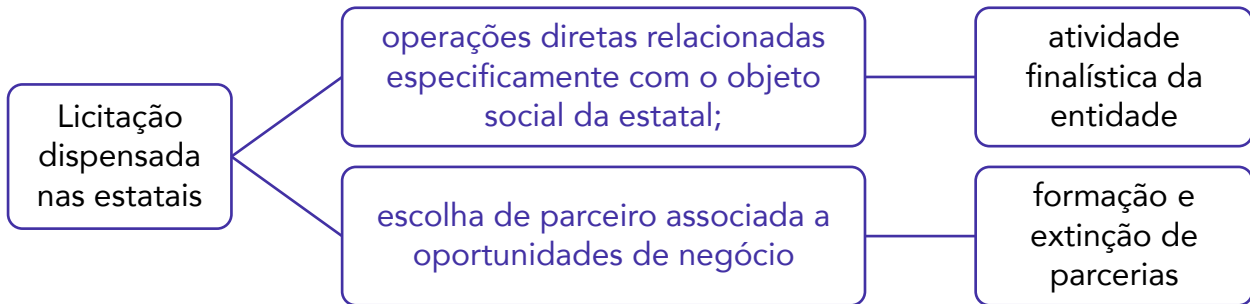 Licitação
dispensada
nas estatais
operações diretas relacionadas
especificamente com o objeto
social da estatal;
atividade
finalística da
entidade
escolha de parceiro associada a
oportunidades de negócio
formação e
extinção de
parcerias